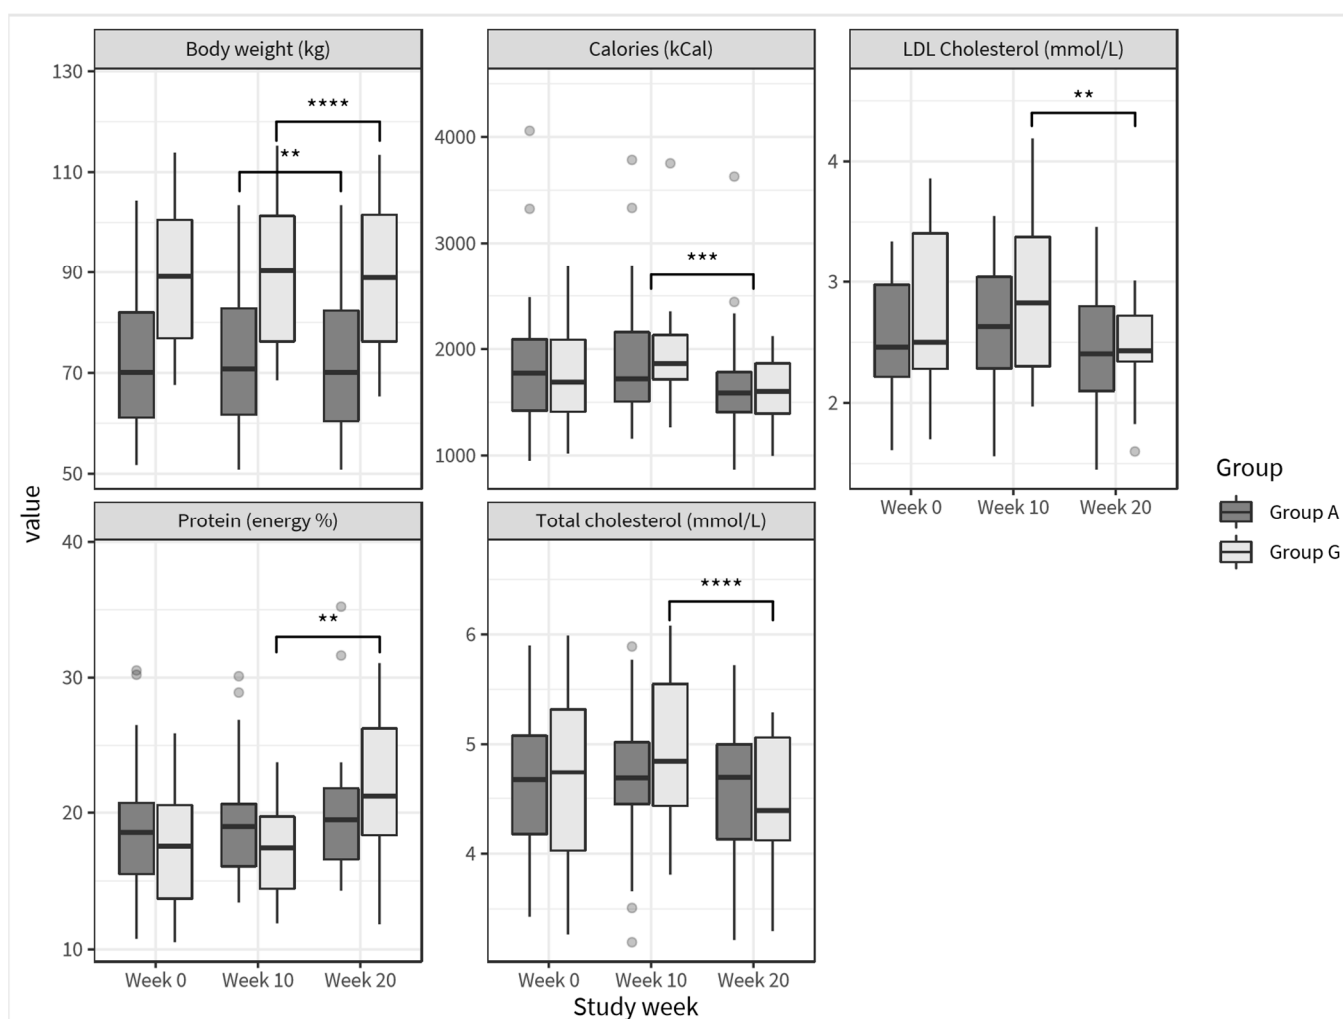 Body weight (kg)
Calories (kCal)
LDL Cholesterol (mmol/L)
130
110
90
70
50
****
**
4000
3000
2000
1000
***
4
3
2
**
Week 0
Week 10
Week 20
value
Protein (energy %)
Total cholesterol (mmol/L)
40
30
20
10
**
6
5
4
****
Week 0
Week 10
Week 20
Week 0
Week 10
Week 20
Study week
Group
Group A
Group G